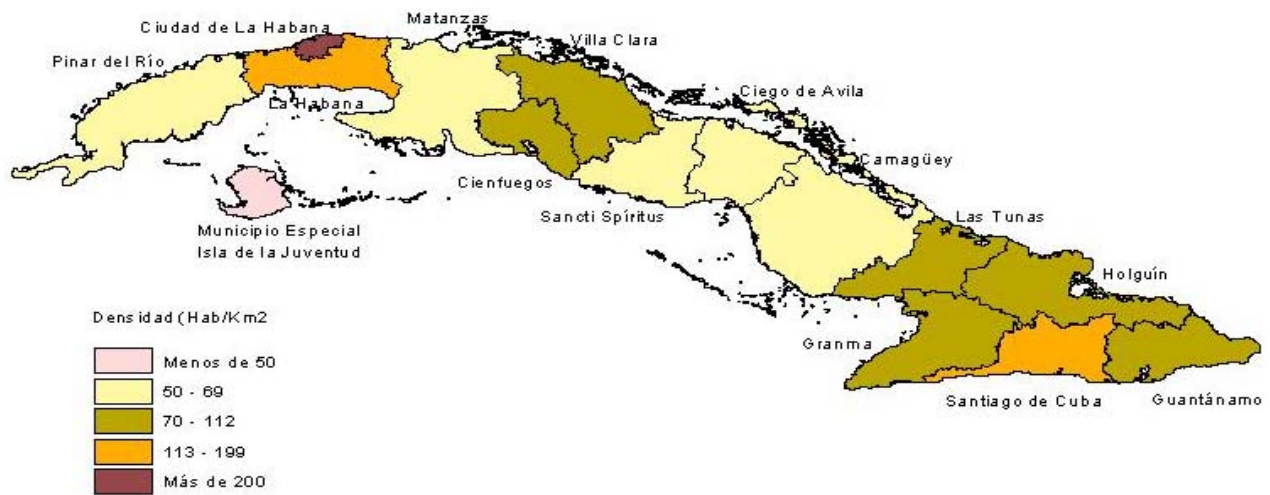 Ciudad de La Habana
Matanzas
Villa Clara
Pinar del Río
La Habana
Ciego de Avila
Camagüey
Cienfuegos
Sancti Spíritus
Municipio Especial
Isla de la Juventud
Las Tunas
Holguín
Granma
Santiago de Cuba
Guantánamo
Densidad (Hab/Km2
Menos de 50
50 - 69
70 - 112
113 - 199
Más de 200